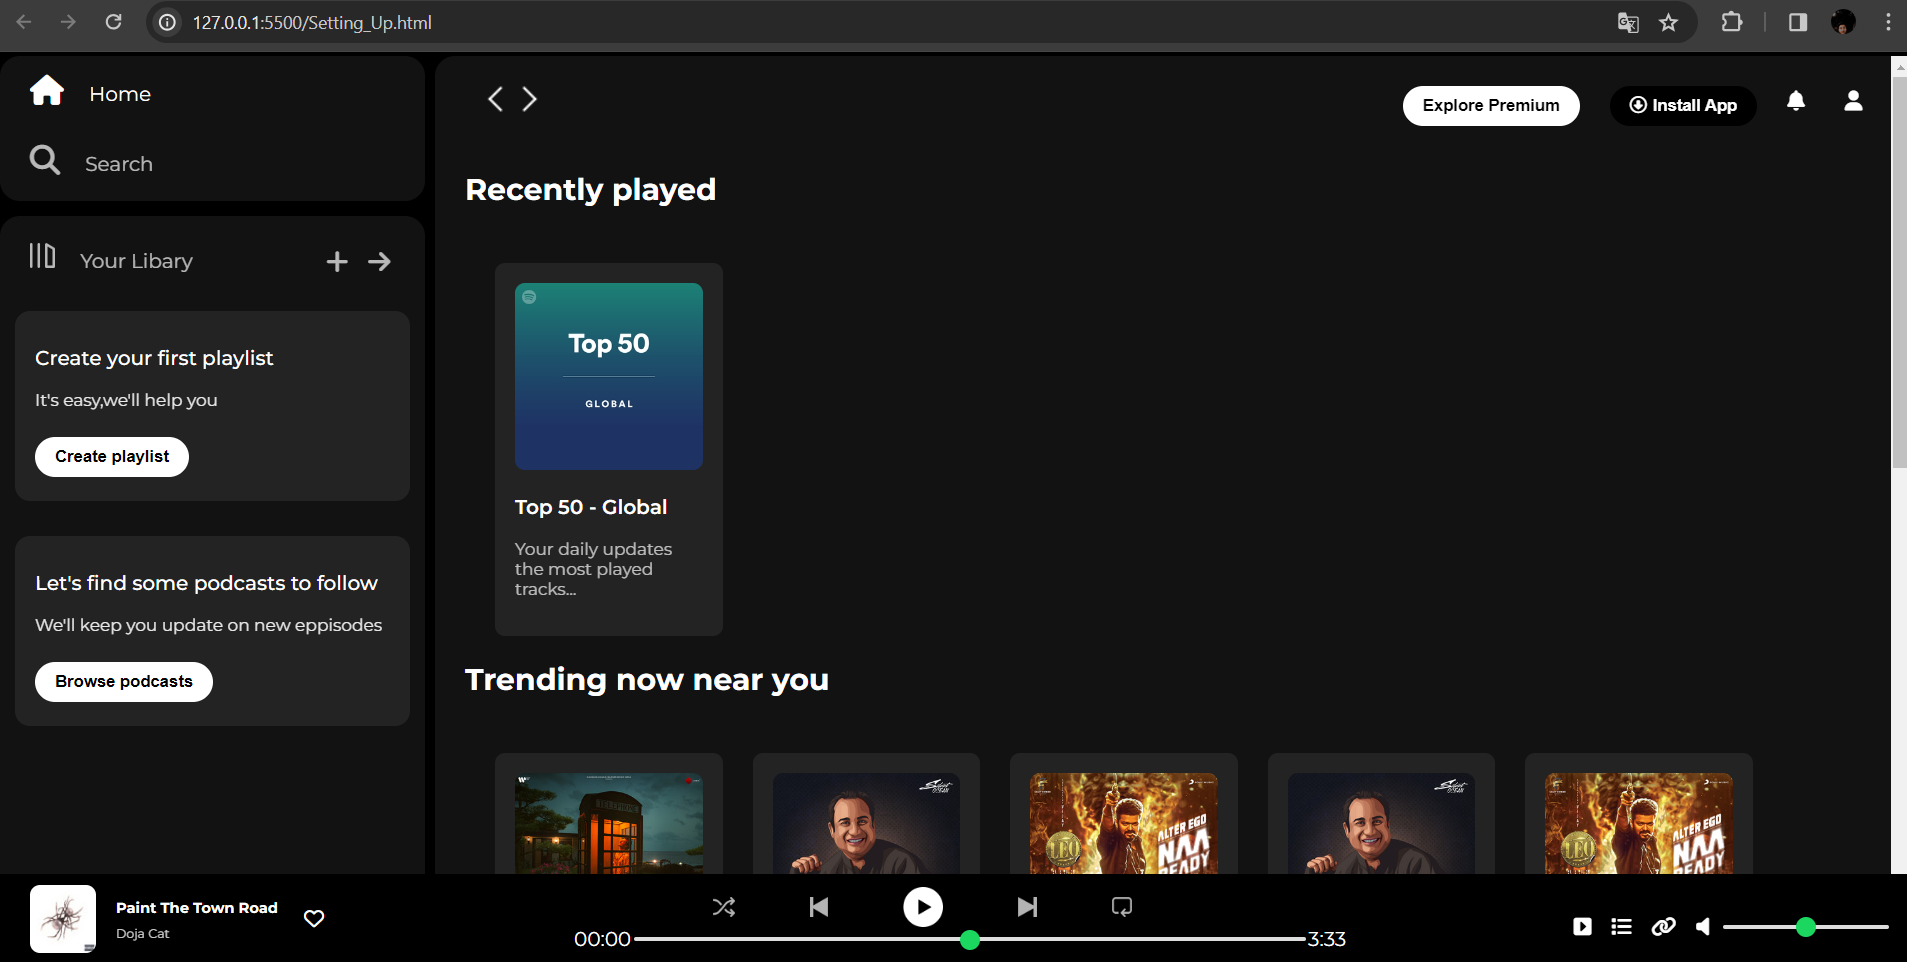 127.0.0.1:5500/Setting_Up.html
Home
Search
Your Libary
Create your first playlist
It's easy,we'll help you
Create playlist
Let's find some podcasts to follow
We'll keep you update on new eppisodes
Browse podcasts
Explore Premium
Install App
Recently played
Top 50
GLOBAL
Top 50 - Global
Your daily updates
the most played
tracks...
Trending now near you
ALTER EGO
NAA
READY
LEO
ALTER EGO
NAA
READY
LEO
Paint The Town Road
Doja Cat
00:00
3:33